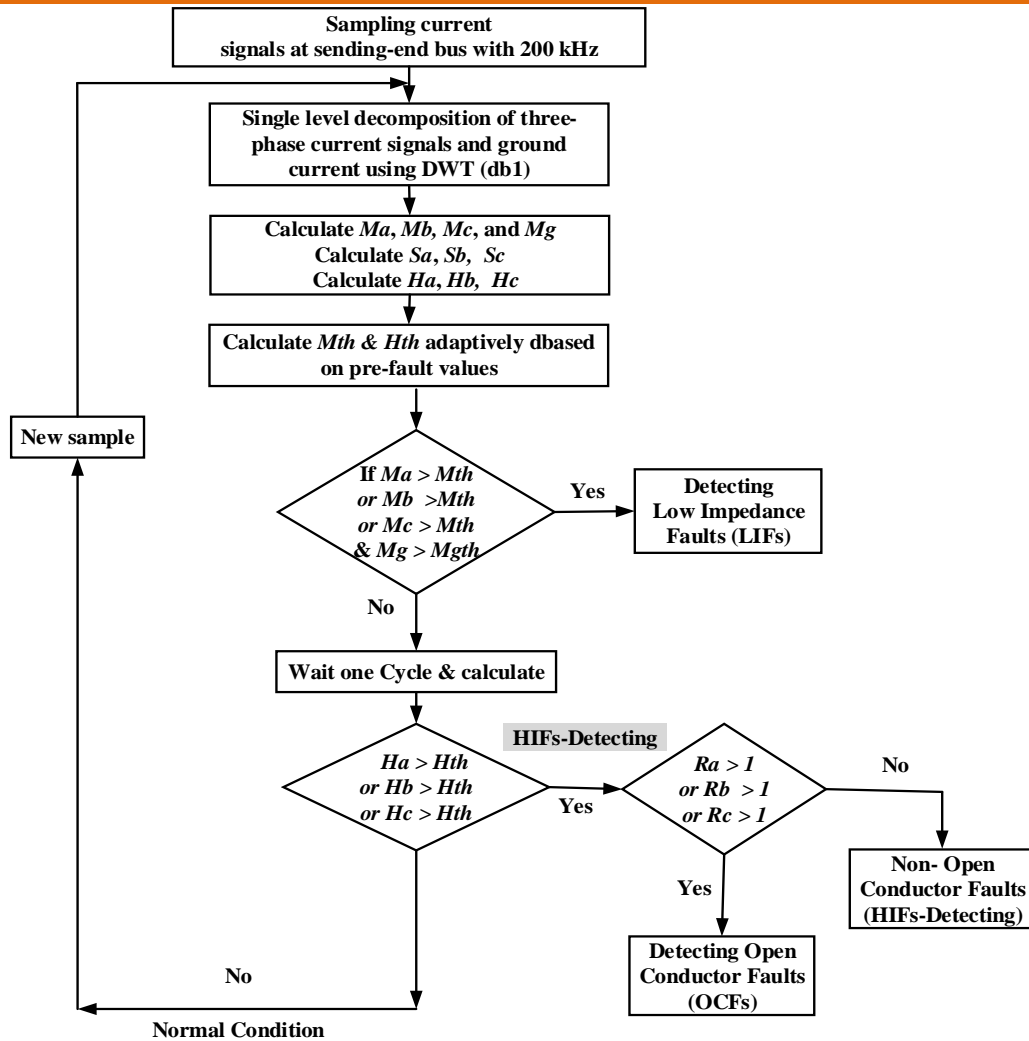 Sampling current
signals at sending-end bus with 200 kHz
Single level decomposition of three-
phase current signals and ground
current using DWT (db1)
Calculate Ma, Mb, Mc, and Mg
Calculate Sa, Sb, Sc
Calculate Ha, Hb, Hc
Calculate Mth & Hth adaptively dbased
on pre-fault values
New sample
If Ma > Mth
or Mb >Mth
or Mc > Mth
& Mg > Mgth
Yes
Detecting
Low Impedance
Faults (LIFs)
No
Wait one Cycle & calculate
HIFs-Detecting
Ha > Hth
or Hb > Hth
or Hc > Hth
Yes
Ra > 1
or Rb > 1
or Rc > 1
No
Non- Open
Conductor Faults
(HIFs-Detecting)
Yes
Detecting Open
Conductor Faults
(OCFs)
No
Normal Condition